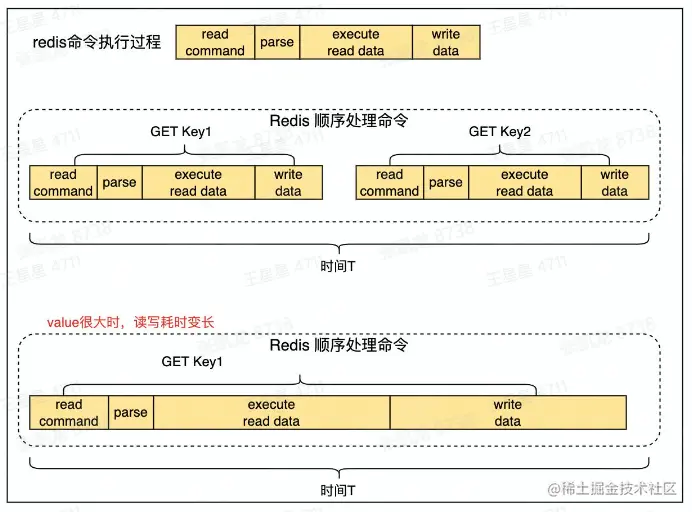 redis命令执行过程
read command
parse
execute read data
write data
Redis 顺序处理命令
GET Key1
GET Key2
read command
parse
execute read data
write data
read command
parse
execute read data
write data
时间T
value很大时，读写耗时变长
Redis 顺序处理命令
GET Key1
read command
parse
execute read data
write data
时间T
@稀土掘金技术社区